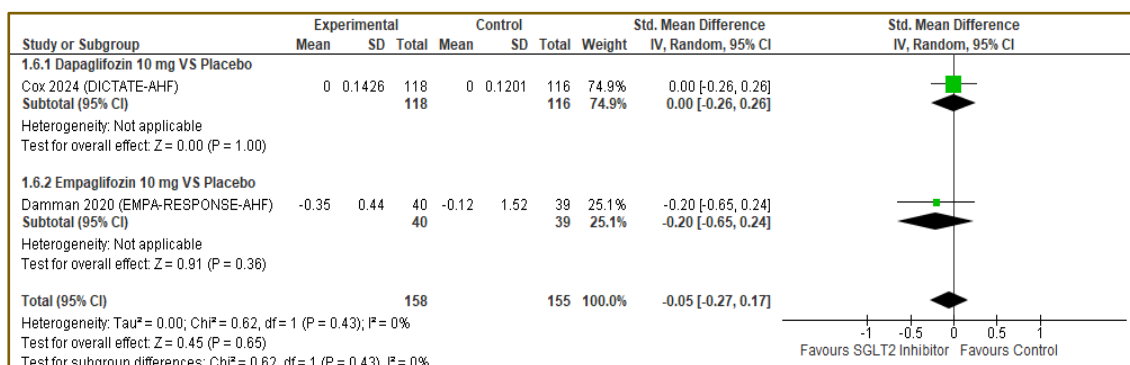 Experimental Control Std. Mean Difference Std. Mean Difference
Study or Subgroup Mean SD Total Mean SD Total Weight IV, Random, 95% CI IV, Random, 95% CI
1.6.1 Dapaglifozin 10 mg VS Placebo
Cox 2024 (DICTATE-AHF) 0 0.1426 118 0 0.1201 116 74.9% 0.00 [-0.26, 0.26]
Subtotal (95% CI) 118 116 74.9% 0.00 [-0.26, 0.26]
Heterogeneity: Not applicable
Test for overall effect: Z = 0.00 (P = 1.00)
1.6.2 Empaglifozin 10 mg VS Placebo
Damman 2020 (EMPA-RESPONSE-AHF) -0.35 0.44 40 -0.12 1.52 39 25.1% -0.20 [-0.65, 0.24]
Subtotal (95% CI) 40 39 25.1% -0.20 [-0.65, 0.24]
Heterogeneity: Not applicable
Test for overall effect: Z = 0.91 (P = 0.36)
Total (95% CI) 158 155 100.0% -0.05 [-0.27, 0.17]
Heterogeneity: Tau² = 0.00; Chi² = 0.62, df = 1 (P = 0.43); I² = 0%
Test for overall effect: Z = 0.45 (P = 0.65)
Test for subgroup differences: Chi² = 0.62, df = 1 (P = 0.43), I² = 0%
-1 -0.5 0 0.5 1
Favours SGLT2 Inhibitor Favours Control